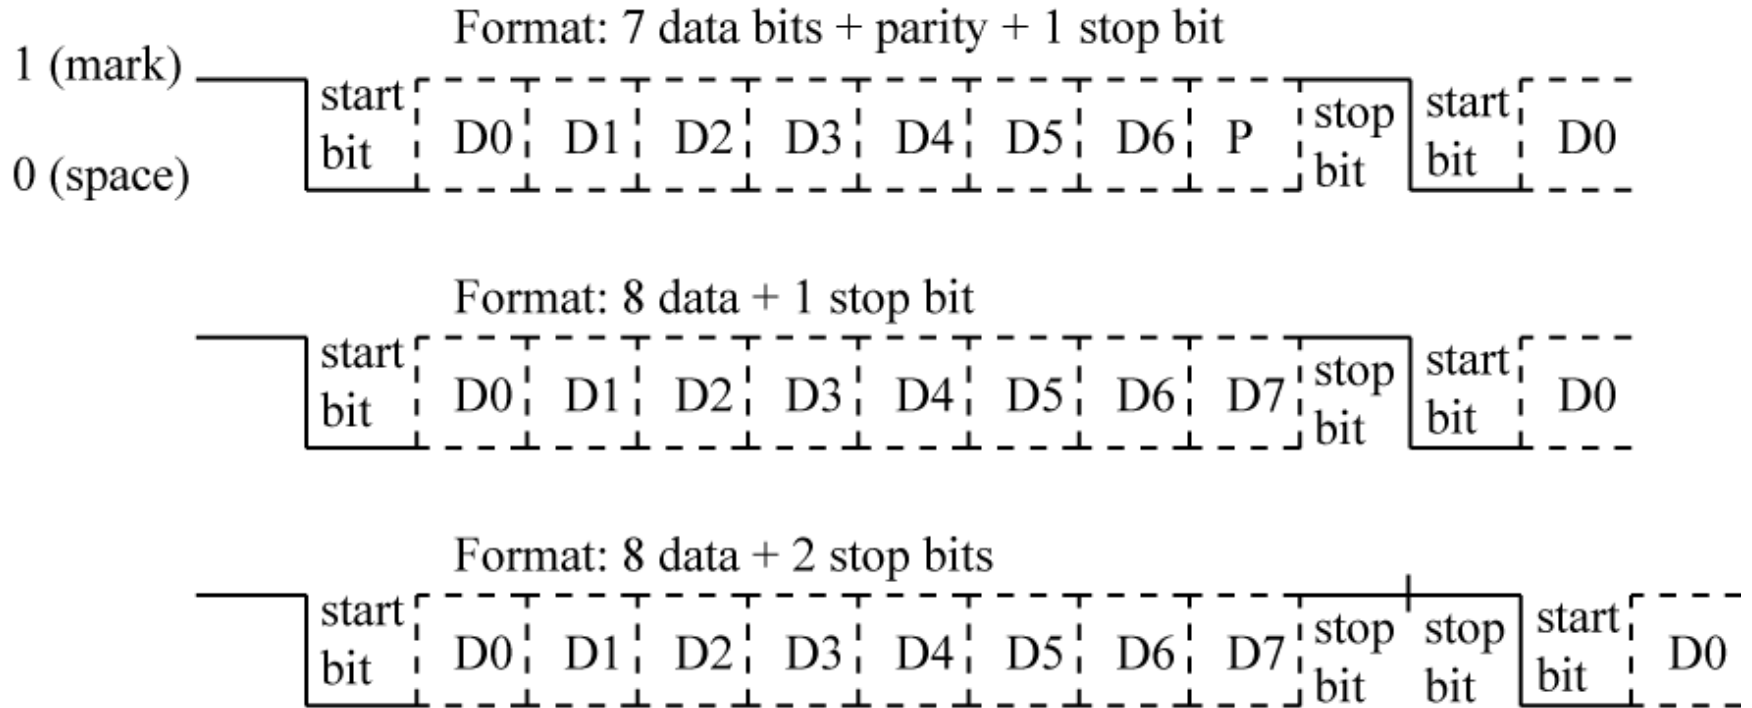 Format: 7 data bits + parity + 1 stop bit
1 (mark)
0 (space)
start bit D0 D1 D2 D3 D4 D5 D6 P stop bit start bit D0
Format: 8 data + 1 stop bit
start bit D0 D1 D2 D3 D4 D5 D6 D7 stop bit start bit D0
Format: 8 data + 2 stop bits
start bit D0 D1 D2 D3 D4 D5 D6 D7 stop bit stop bit start bit D0